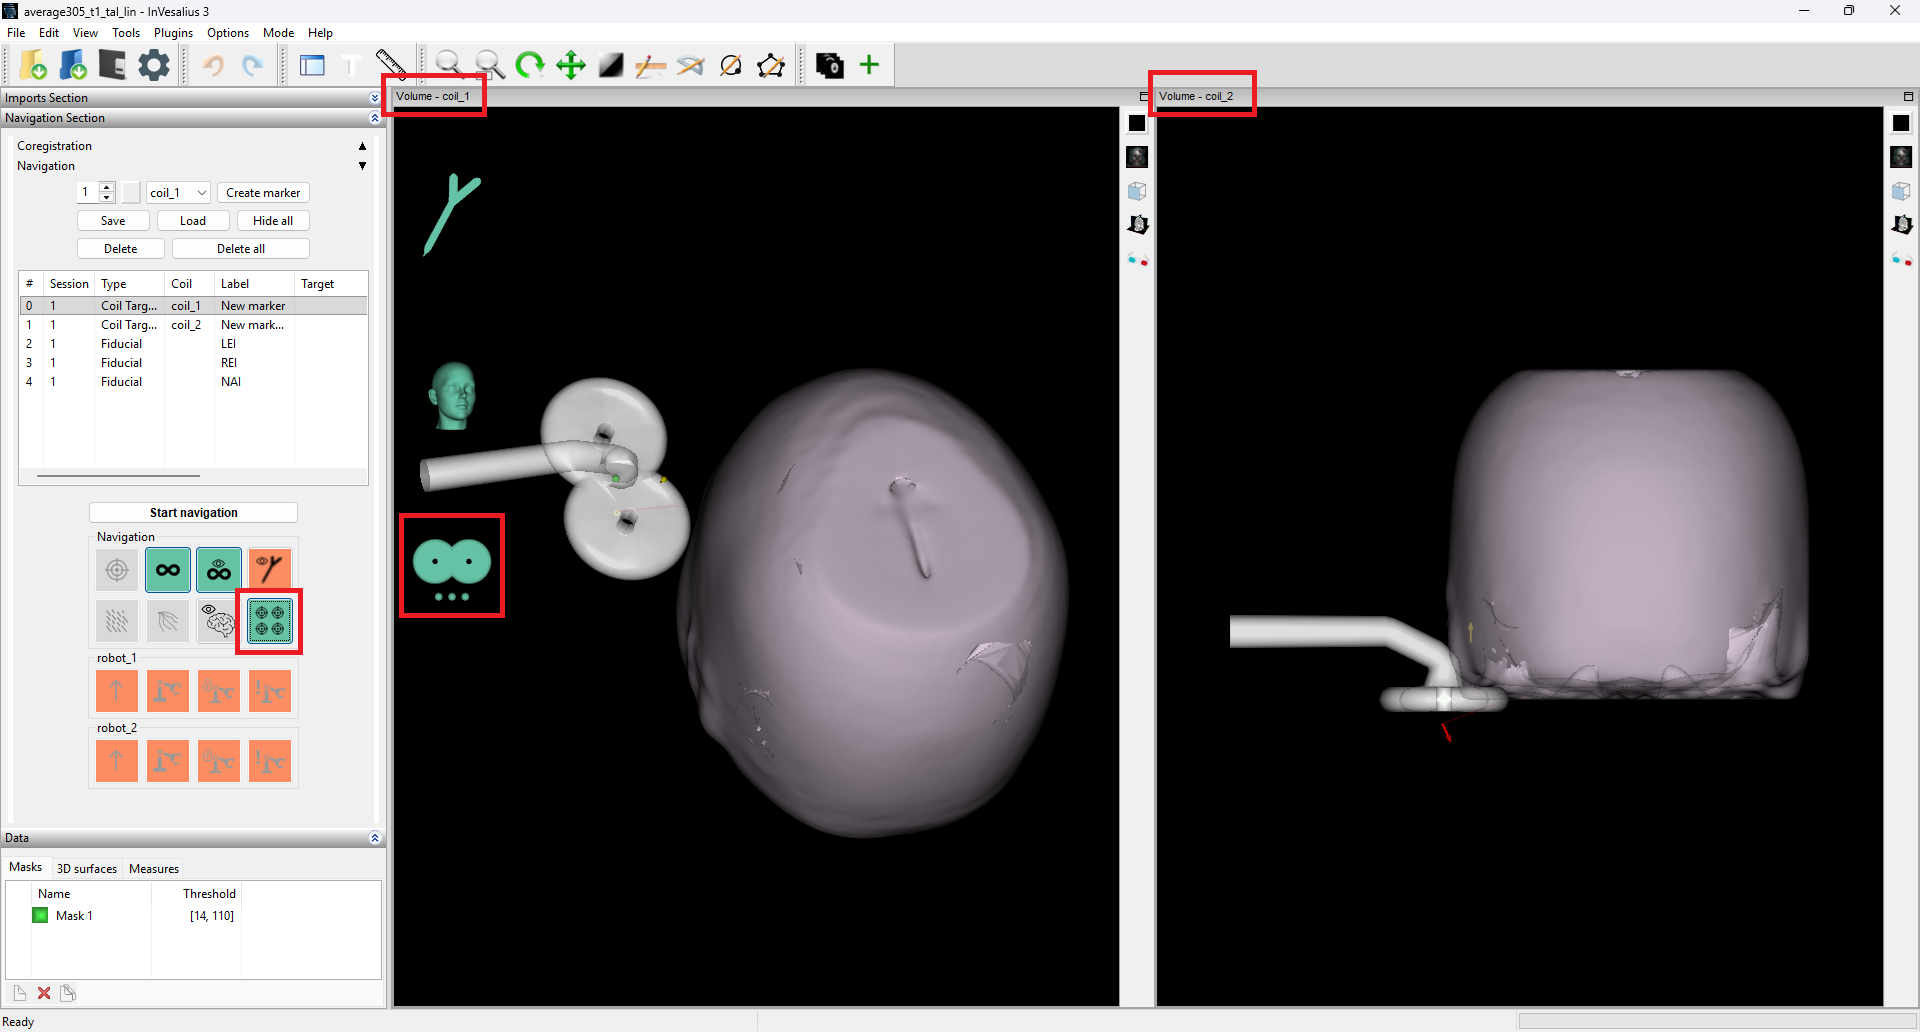 average305_t1_tal_lin - InVesalius 3
File Edit View Tools Plugins Options Mode Help
Imports Section
Navigation Section
Coregistration
Navigation
1 coil_1 Create marker
Save Load Hide all
Delete Delete all
# Session Type Coil Label Target
0 1 Coil Targ... coil_1 New marker
1 1 Coil Targ... coil_2 New mark...
2 1 Fiducial LEI
3 1 Fiducial REI
4 1 Fiducial NAI
Start navigation
Navigation
robot_1
robot_2
Data
Masks 3D surfaces Measures
Name Threshold
Mask 1 [14, 110]
Volume - coil_1
Volume - coil_2
Ready